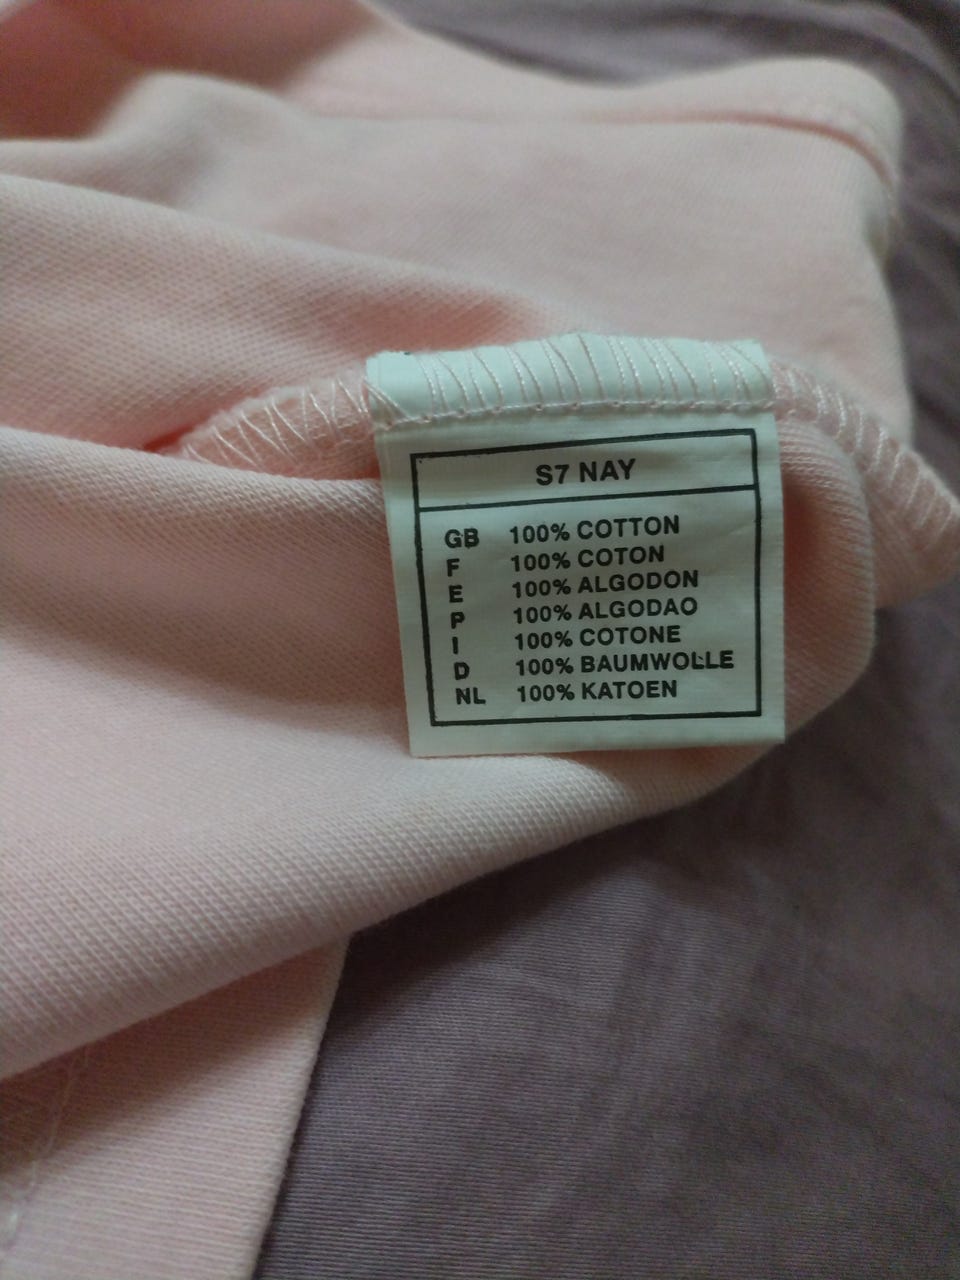 S7 NAY
GB 100% COTTON
F 100% COTON
E 100% ALGODON
P 100% ALGODAO
I 100% COTONE
D 100% BAUMWOLLE
NL 100% KATOEN